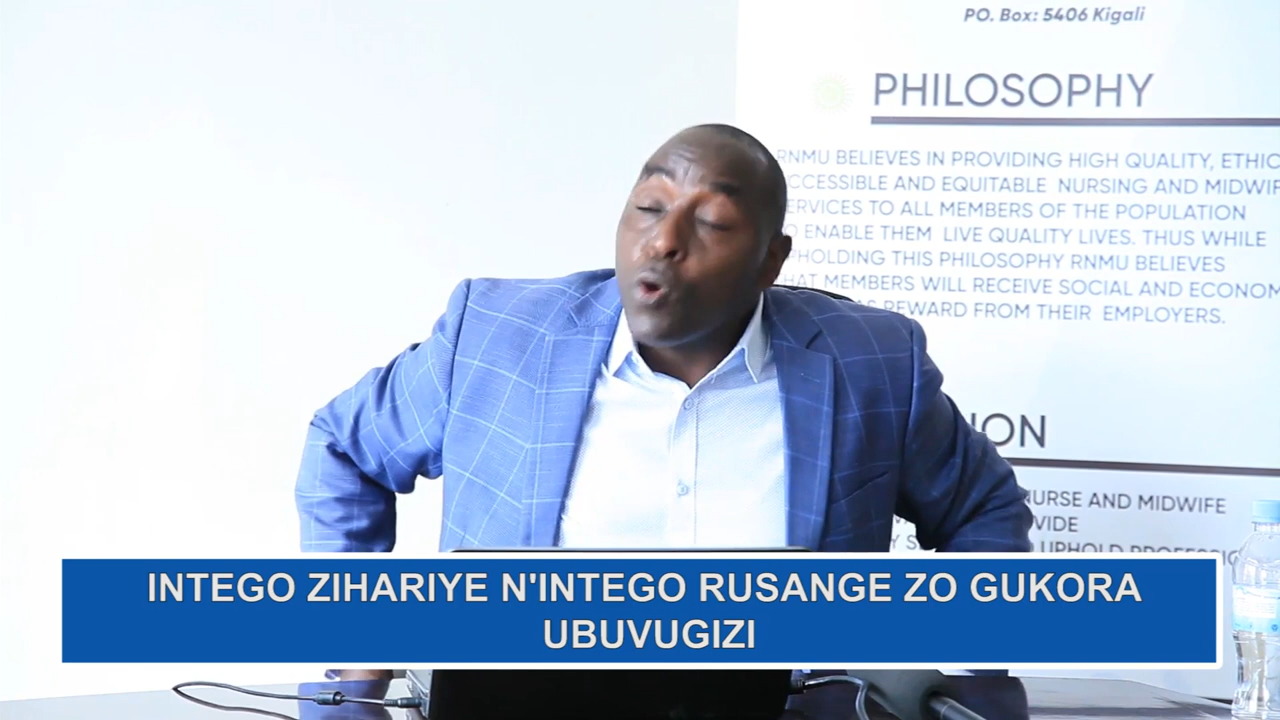 PO. Box: 5406 Kigali
PHILOSOPHY
RNMU BELIEVES IN PROVIDING HIGH QUALITY, ETHIC
CCESSIBLE AND EQUITABLE NURSING AND MIDWIF
ERVICES TO ALL MEMBERS OF THE POPULATION
O ENABLE THEM LIVE QUALITY LIVES. THUS WHILE
PHOLDING THIS PHILOSOPHY RNMU BELIEVES
HAT MEMBERS WILL RECEIVE SOCIAL AND ECONOM
AS REWARD FROM THEIR EMPLOYERS.
ION
NURSE AND MIDWIFE
VIDE
UPHOLD PROFESSIO
INTEGO ZIHARIYE N'INTEGO RUSANGE ZO GUKORA
UBUVUGIZI